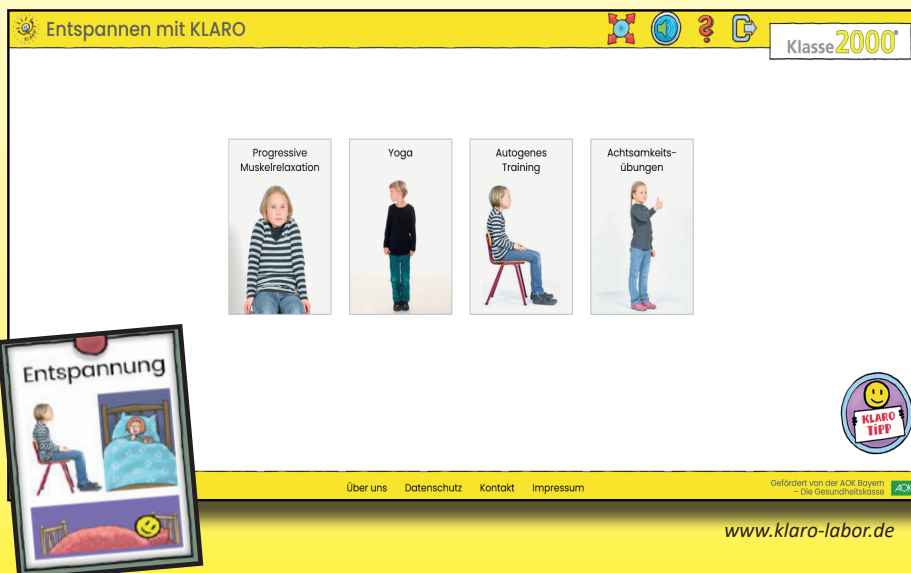 Entspannen mit KLARO
Klasse2000®
Progressive
Muskelrelaxation
Yoga
Autogenes
Training
Achtsamkeits-
übungen
Entspannung
KLARO
TIPP
Über uns Datenschutz Kontakt Impressum
Gefördert von der AOK Bayern
– Die Gesundheitskasse
AOK
www.klaro-labor.de